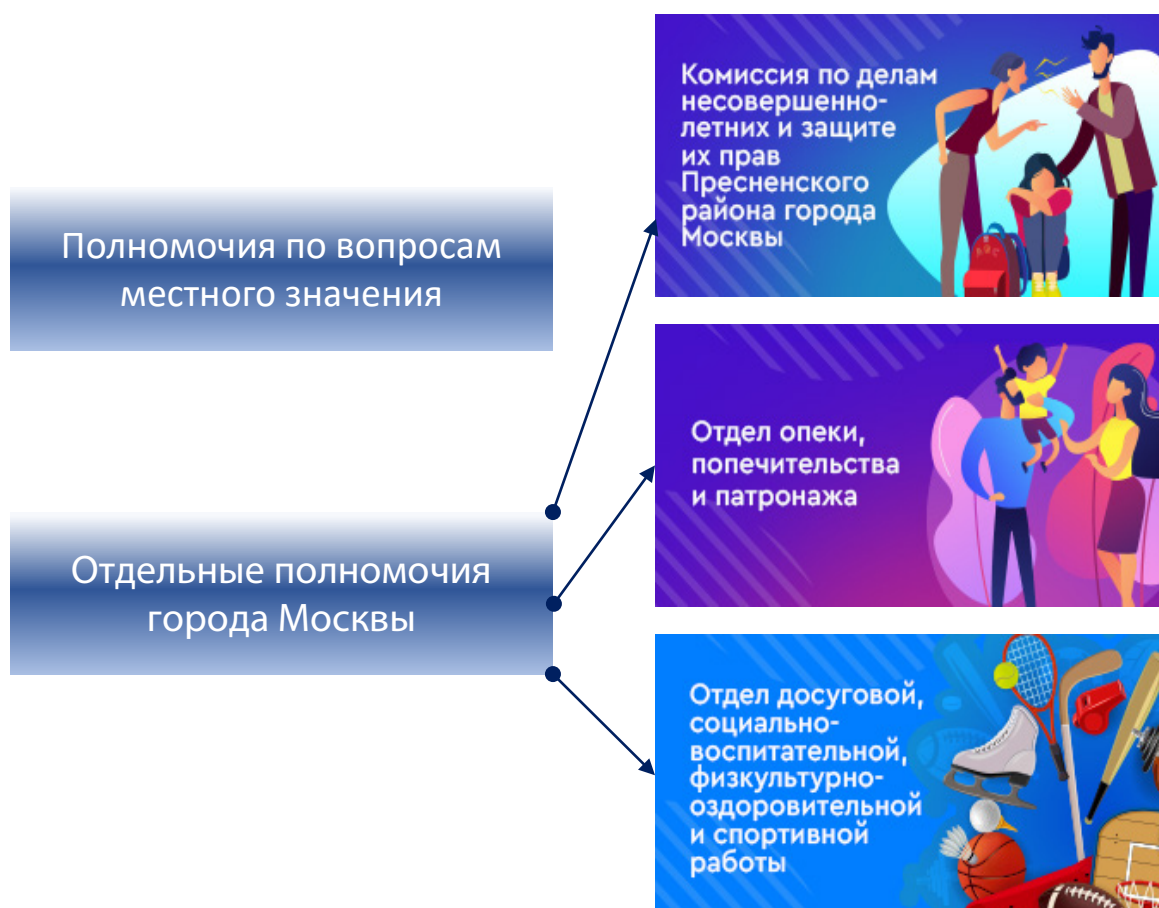 Комиссия по делам
несовершенно-
летних и защите
их прав
Пресненского
района города
Москвы
Полномочия по вопросам
местного значения
Отдел опеки,
попечительства
и патронажа
Отдельные полномочия
города Москвы
Отдел досуговой,
социально-
воспитательной,
физкультурно-
оздоровительной
и спортивной
работы